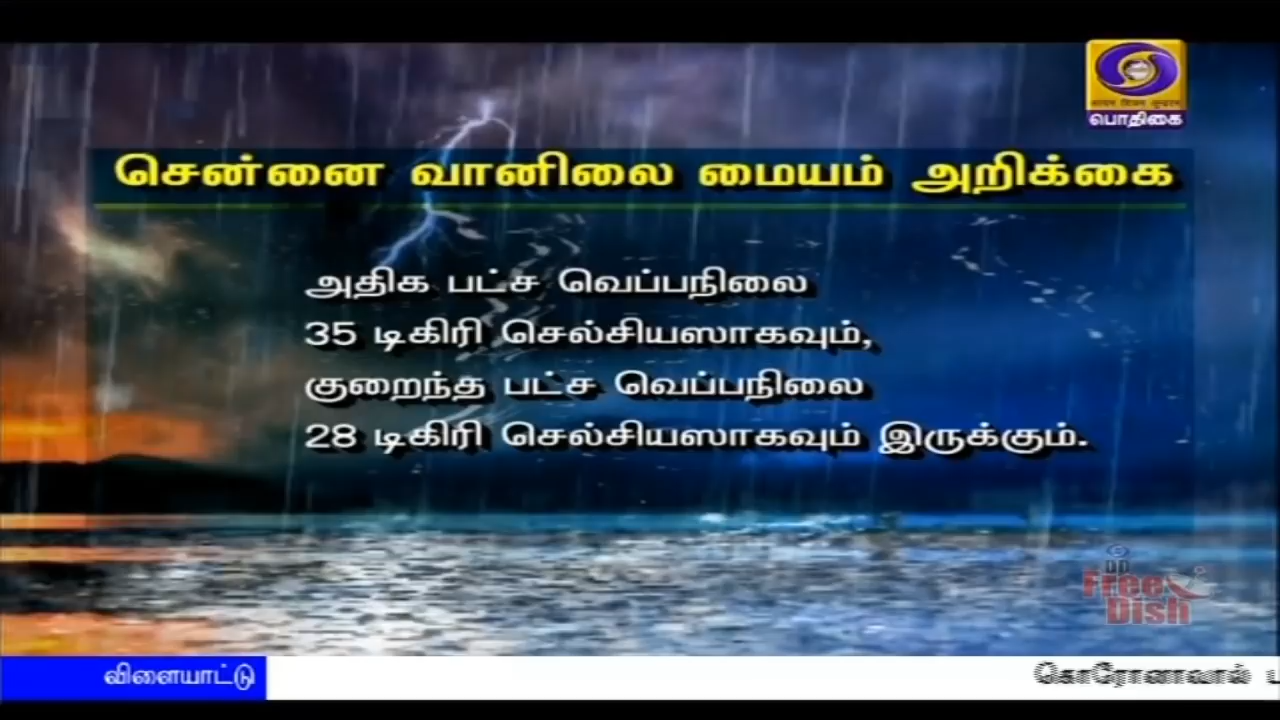 பொதிகை
சென்னை வானிலை மையம் அறிக்கை
அதிக பட்ச வெப்பநிலை
35 டிகிரி செல்சியஸாகவும்,
குறைந்த பட்ச வெப்பநிலை
28 டிகிரி செல்சியஸாகவும் இருக்கும்.
DD
Free
Dish
விளையாட்டு
கொரோனாவால்